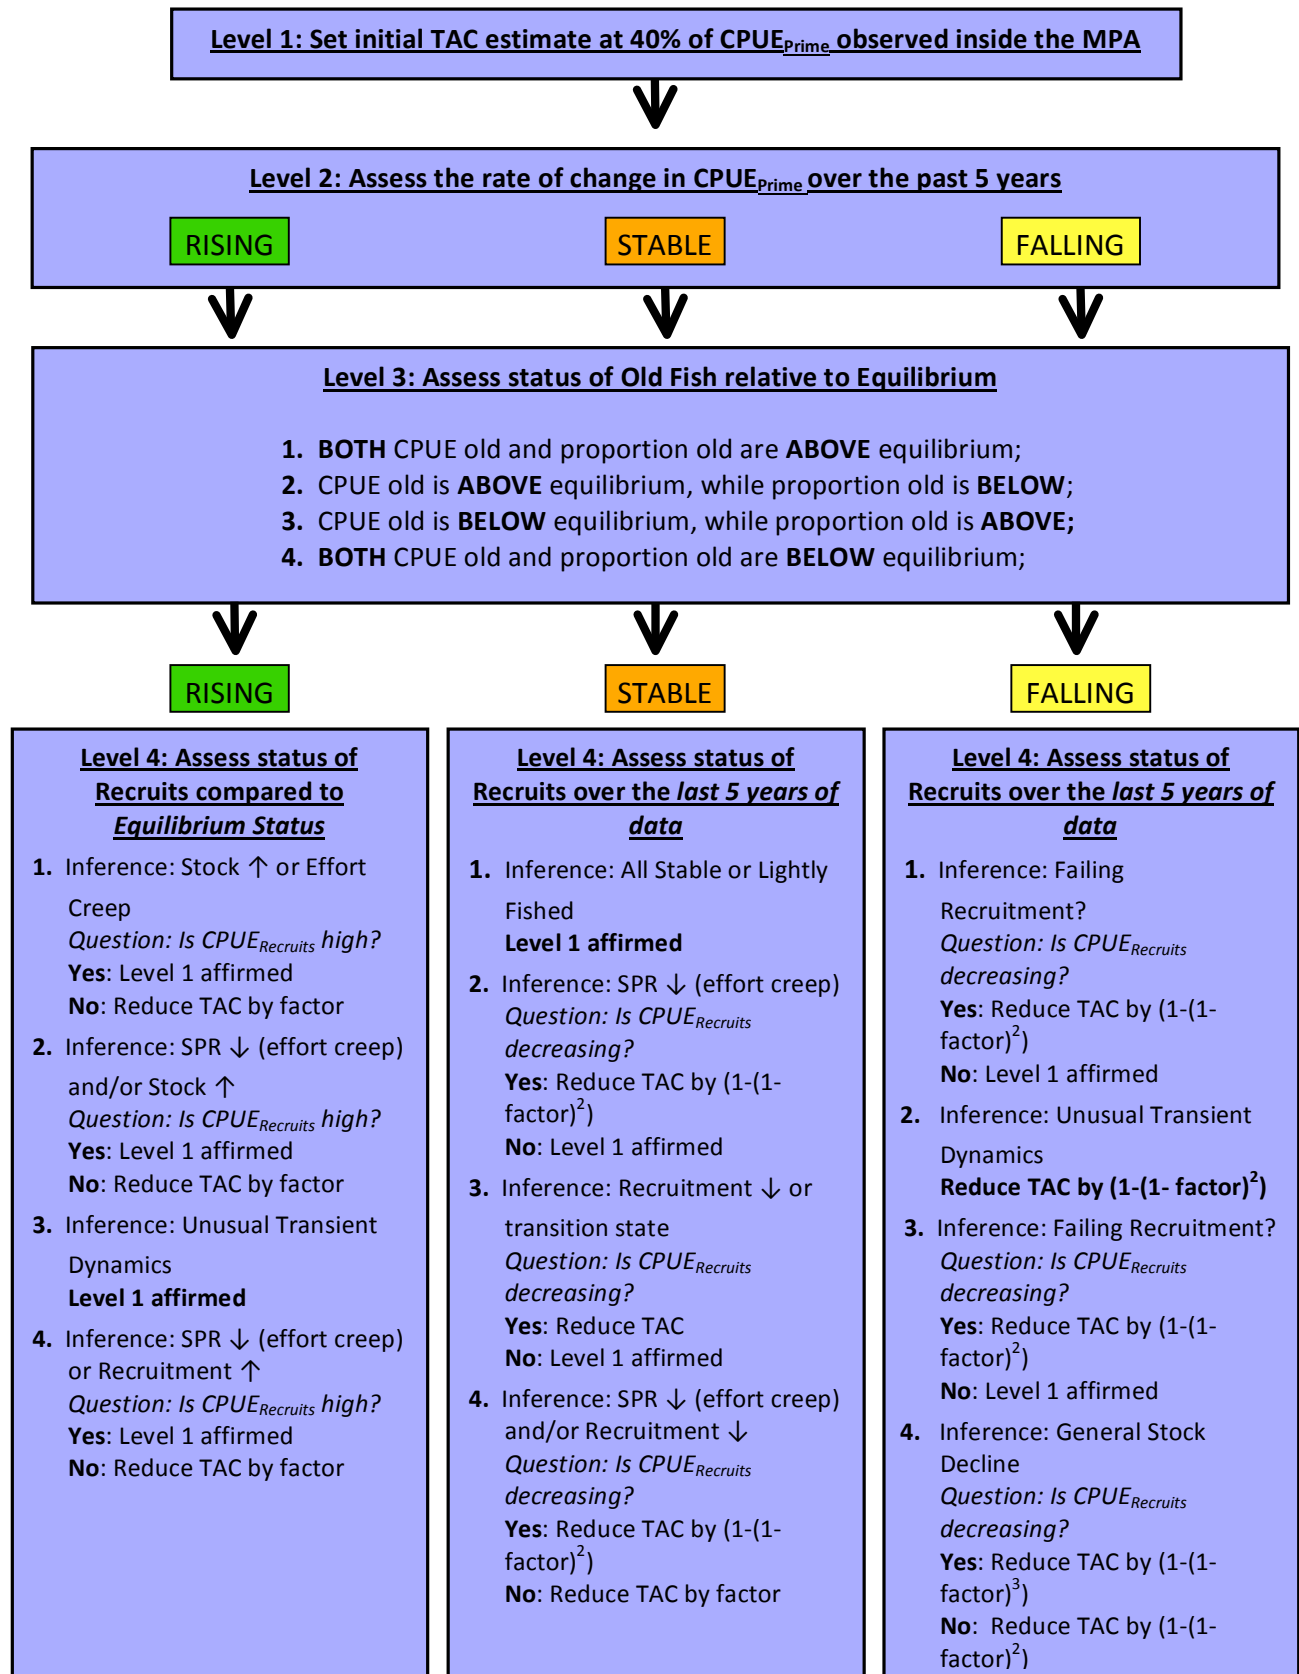 Level 1: Set initial TAC estimate at 40% of CPUEPrime observed inside the MPA
Level 2: Assess the rate of change in CPUEPrime over the past 5 years
RISING
STABLE
FALLING
Level 3: Assess status of Old Fish relative to Equilibrium
1. BOTH CPUE old and proportion old are ABOVE equilibrium;
2. CPUE old is ABOVE equilibrium, while proportion old is BELOW;
3. CPUE old is BELOW equilibrium, while proportion old is ABOVE;
4. BOTH CPUE old and proportion old are BELOW equilibrium;
RISING
STABLE
FALLING
Level 4: Assess status of
Recruits compared to
Equilibrium Status
1. Inference: Stock ↑ or Effort
Creep
Question: Is CPUERecruits high?
Yes: Level 1 affirmed
No: Reduce TAC by factor
2. Inference: SPR ↓ (effort creep)
and/or Stock ↑
Question: Is CPUERecruits high?
Yes: Level 1 affirmed
No: Reduce TAC by factor
3. Inference: Unusual Transient
Dynamics
Level 1 affirmed
4. Inference: SPR ↓ (effort creep)
or Recruitment ↑
Question: Is CPUERecruits high?
Yes: Level 1 affirmed
No: Reduce TAC by factor
Level 4: Assess status of
Recruits over the last 5 years of
data
1. Inference: All Stable or Lightly
Fished
Level 1 affirmed
2. Inference: SPR ↓ (effort creep)
Question: Is CPUERecruits
decreasing?
Yes: Reduce TAC by (1-(1-
factor)²)
No: Level 1 affirmed
3. Inference: Recruitment ↓ or
transition state
Question: Is CPUERecruits
decreasing?
Yes: Reduce TAC
No: Level 1 affirmed
4. Inference: SPR ↓ (effort creep)
and/or Recruitment ↓
Question: Is CPUERecruits
decreasing?
Yes: Reduce TAC by (1-(1-
factor)²)
No: Reduce TAC by factor
Level 4: Assess status of
Recruits over the last 5 years of
data
1. Inference: Failing
Recruitment?
Question: Is CPUERecruits
decreasing?
Yes: Reduce TAC by (1-(1-
factor)²)
No: Level 1 affirmed
2. Inference: Unusual Transient
Dynamics
Reduce TAC by (1-(1- factor)²)
3. Inference: Failing Recruitment?
Question: Is CPUERecruits
decreasing?
Yes: Reduce TAC by (1-(1-
factor)²)
No: Level 1 affirmed
4. Inference: General Stock
Decline
Question: Is CPUERecruits
decreasing?
Yes: Reduce TAC by (1-(1-
factor)³)
No: Reduce TAC by (1-(1-
factor)²)